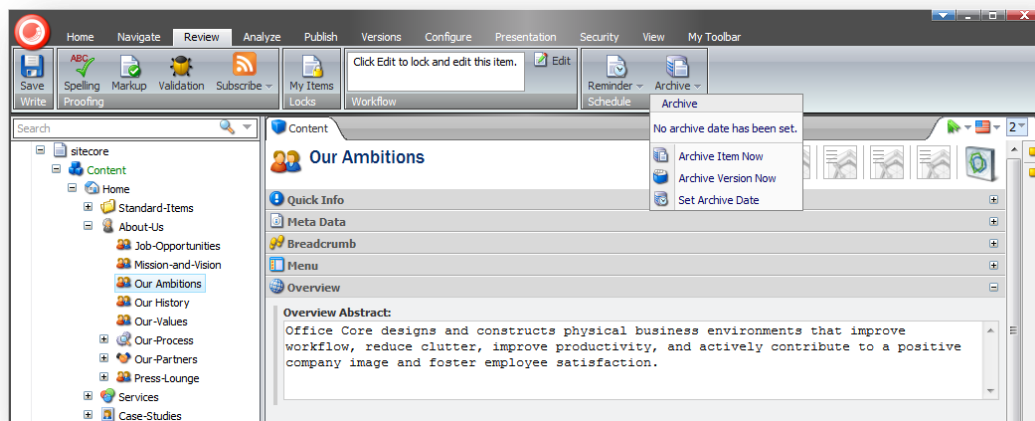 Home Navigate Review Analyze Publish Versions Configure Presentation Security View My Toolbar
Save
Write
ABC
Spelling Markup Validation Subscribe
Proofing
My Items
Locks
Click Edit to lock and edit this item.
Edit
Workflow
Reminder Archive
Schedule
Archive
No archive date has been set.
Archive Item Now
Archive Version Now
Set Archive Date
Search
sitecore
Content
Home
Standard-Items
About-Us
Job-Opportunities
Mission-and-Vision
Our Ambitions
Our History
Our-Values
Our-Process
Our-Partners
Press-Lounge
Services
Case-Studies
Content
2
Our Ambitions
Quick Info
Meta Data
Breadcrumb
Menu
Overview
Overview Abstract:
Office Core designs and constructs physical business environments that improve
workflow, reduce clutter, improve productivity, and actively contribute to a positive
company image and foster employee satisfaction.